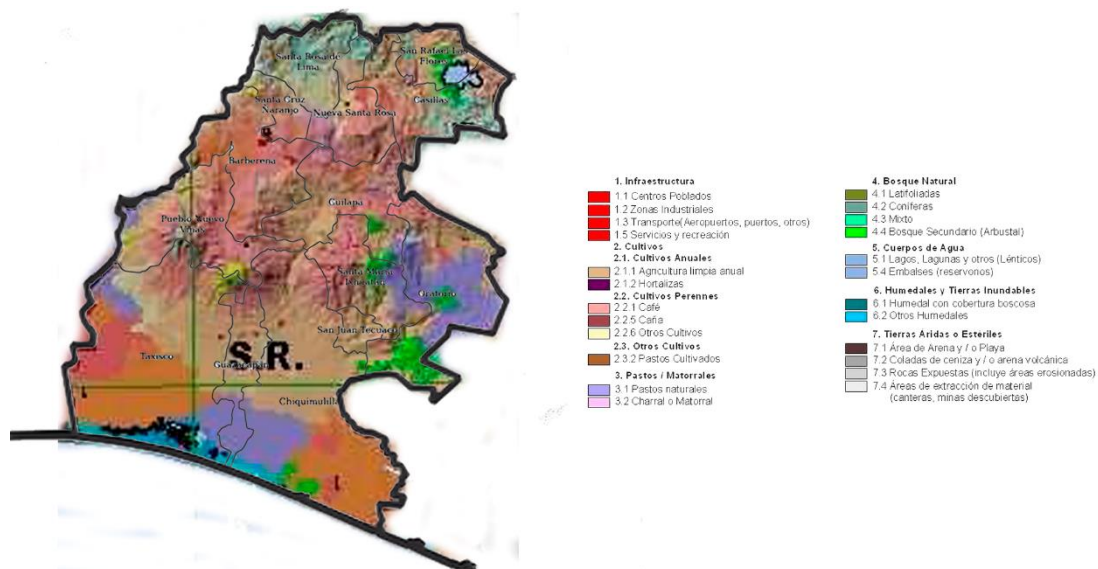 San Rafael Las
Flores
Santa Rosa de
Lima
Casillas
Santa Cruz
Naranjo
Nueva Santa Rosa
Barberena
Cuilapa
Pueblo Nuevo
Viñas
Santa María
Ixhuatán
Oratorio
San Juan Tecuaco
S.R.
Taxisco
Guazacapán
Chiquimulilla
1. Infraestructura
1.1 Centros Poblados
1.2 Zonas Industriales
1.3 Transporte(Aeropuertos, puertos, otros)
1.5 Servicios y recreación
2. Cultivos
2.1. Cultivos Anuales
2.1.1 Agricultura limpia anual
2.1.2 Hortalizas
2.2. Cultivos Perennes
2.2.1 Café
2.2.5 Caña
2.2.6 Otros Cultivos
2.3. Otros Cultivos
2.3.2 Pastos Cultivados
3. Pastos / Matorrales
3.1 Pastos naturales
3.2 Charral o Matorral
4. Bosque Natural
4.1 Latifoliadas
4.2 Coníferas
4.3 Mixto
4.4 Bosque Secundario (Arbustal)
5. Cuerpos de Agua
5.1 Lagos, Lagunas y otros (Lénticos)
5.4 Embalses (reservorios)
6. Humedales y Tierras Inundables
6.1 Humedal con cobertura boscosa
6.2 Otros Humedales
7. Tierras Áridas o Estériles
7.1 Área de Arena y / o Playa
7.2 Coladas de ceniza y / o arena volcánica
7.3 Rocas Expuestas (incluye áreas erosionadas)
7.4 Áreas de extracción de material
(canteras, minas descubiertas)